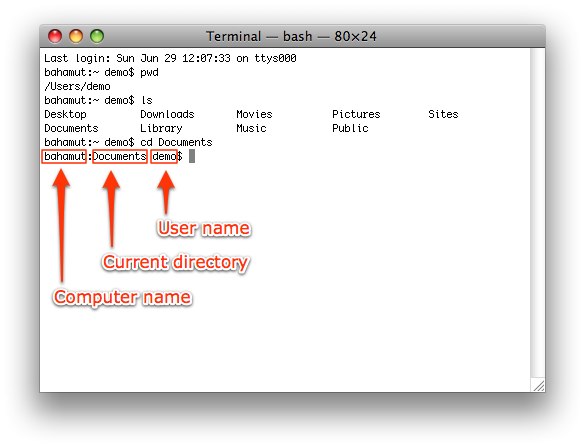 Terminal — bash — 80×24
Last login: Sun Jun 29 12:07:33 on ttys000
bahamut:~ demo$ pwd
/Users/demo
bahamut:~ demo$ ls
Desktop Downloads Movies Pictures Sites
Documents Library Music Public
bahamut:~ demo$ cd Documents
bahamut:Documents demo$
User name
Current directory
Computer name